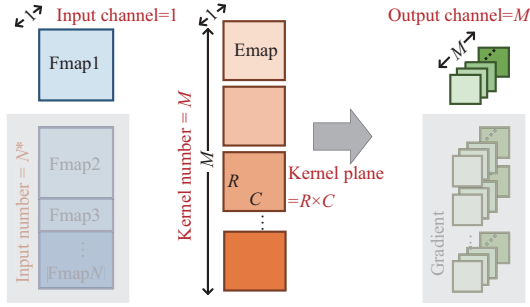 1
Input channel=1
Fmap1
Input number = N*
Fmap2
Fmap3
⋮
FmapN
1
Kernel number = M
M
Emap
R
C
Kernel plane
=R×C
⋮
Output channel=M
M
Gradient